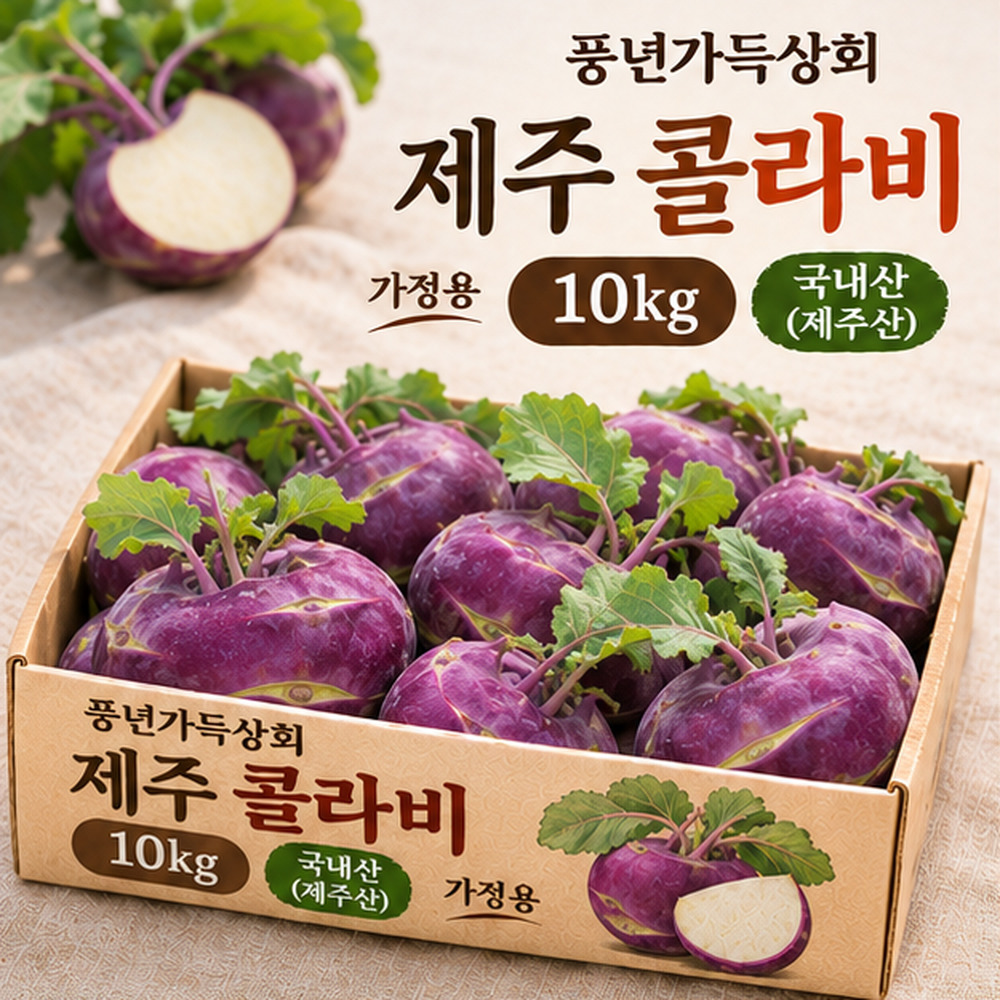 풍년가득상회
제주 콜라비
가정용
10kg
국내산
(제주산)
풍년가득상회
제주 콜라비
10kg
국내산
(제주산)
가정용